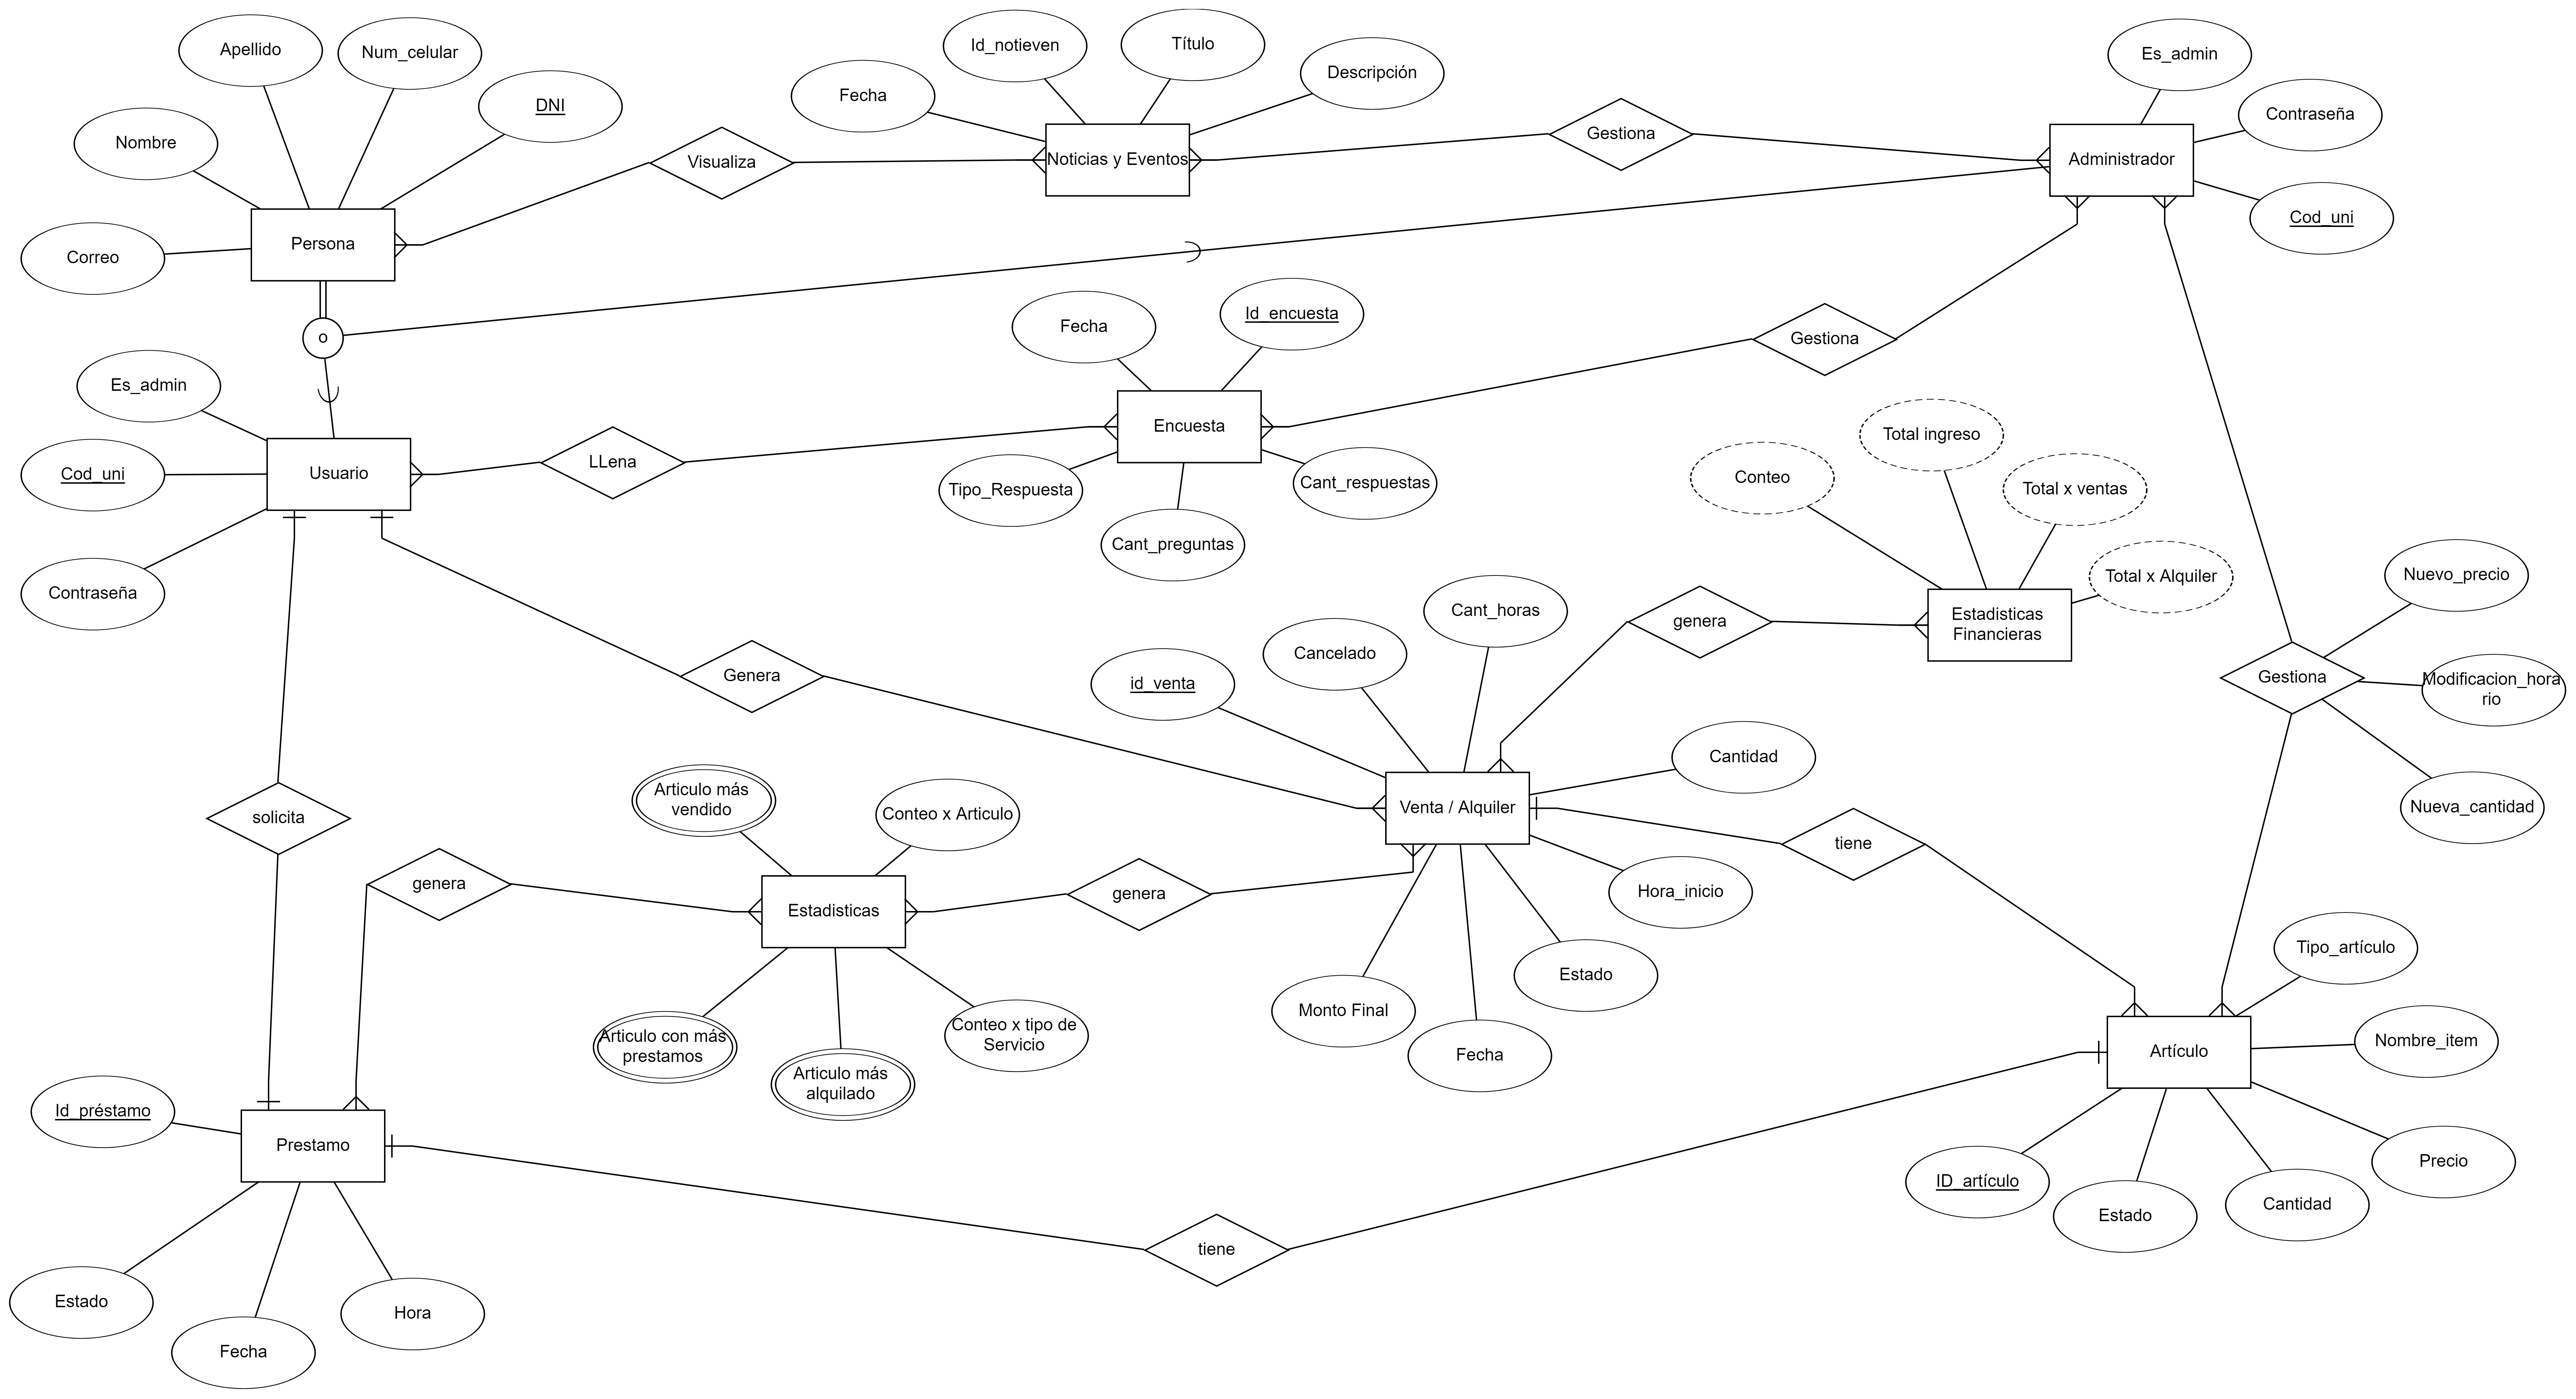 Apellido
Num_celular
Id_notieven
Título
Es_admin
Descripción
Fecha
DNI
Contraseña
Nombre
Visualiza
Noticias y Eventos
Gestiona
Administrador
Cod_uni
Persona
Correo
o
Fecha
Id_encuesta
Gestiona
Es_admin
Encuesta
Total ingreso
Usuario
Cod_uni
LLena
Tipo_Respuesta
Cant_respuestas
Conteo
Total x ventas
Cant_preguntas
Contraseña
Total x Alquiler
Nuevo_precio
Cant_horas
genera
Estadisticas
Financieras
Cancelado
Genera
id_venta
Gestiona
Modificacion_hora
rio
Cantidad
Articulo más
vendido
Conteo x Articulo
solicita
Venta / Alquiler
Nueva_cantidad
tiene
genera
Estadisticas
genera
Hora_inicio
Tipo_artículo
Estado
Monto Final
Articulo con más
prestamos
Conteo x tipo de
Servicio
Articulo más
alquilado
Fecha
Artículo
Nombre_item
Id_préstamo
Prestamo
Precio
ID_artículo
Estado
Cantidad
tiene
Estado
Hora
Fecha